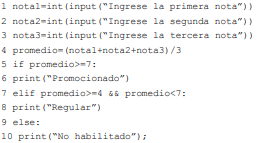 1 nota1=int(input(“Ingrese la primera nota”))
2 nota2=int(input(“Ingrese la segunda nota”))
3 nota3=int(input(“Ingrese la tercera nota”))
4 promedio=(nota1+nota2+nota3)/3
5 if promedio>=7:
6 print(“Promocionado”)
7 elif promedio>=4 && promedio<7:
8 print(“Regular”)
9 else:
10 print(“No habilitado”);